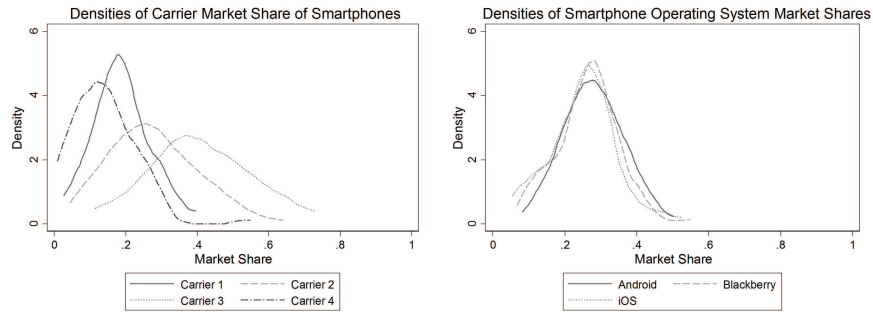 Densities of Carrier Market Share of Smartphones
6
4
2
0
Density
0
.2
.4
.6
.8
1
Market Share
Carrier 1
Carrier 2
Carrier 3
Carrier 4
Densities of Smartphone Operating System Market Shares
6
4
2
0
Density
0
.2
.4
.6
.8
1
Market Share
Android
Blackberry
iOS